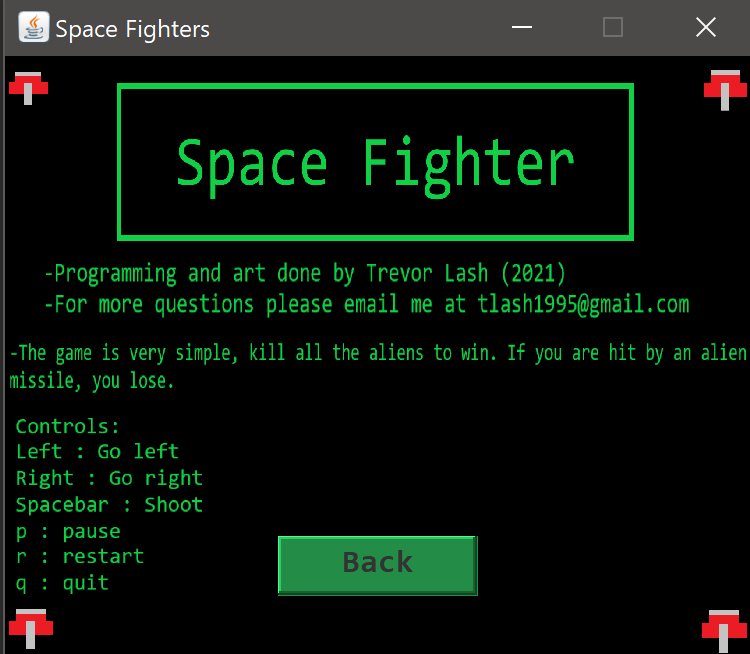 Space Fighters
Space Fighter
-Programming and art done by Trevor Lash (2021)
-For more questions please email me at tlash1995@gmail.com
-The game is very simple, kill all the aliens to win. If you are hit by an alien
missile, you lose.
Controls:
Left : Go left
Right : Go right
Spacebar : Shoot
p : pause
r : restart
q : quit
Back